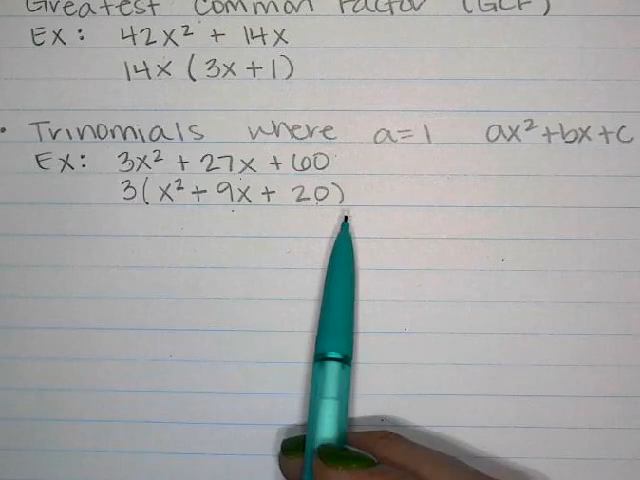 Greatest Common Factor (GCF)
EX: 42x² + 14x
14x (3x+1)
• Trinomials where a=1 ax²+bx+c
EX: 3x² + 27x + 60
3(x² + 9x + 20)